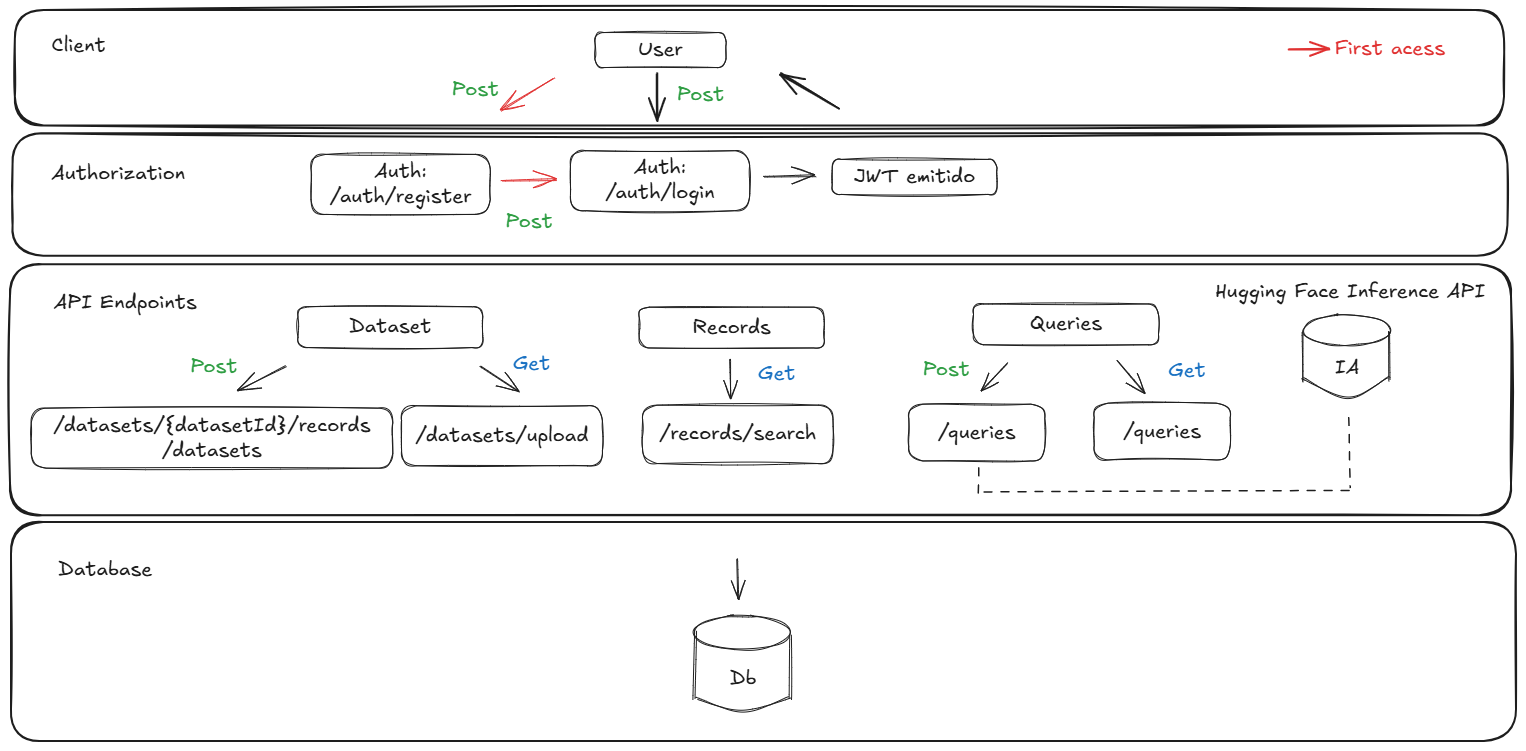 Client
User
First acess
Post
Post
Authorization
Auth:
/auth/register
Auth:
/auth/login
JWT emitido
Post
API Endpoints
Hugging Face Inference API
Dataset
Records
Queries
Post
Get
Get
Post
Get
IA
/datasets/{datasetId}/records
/datasets
/datasets/upload
/records/search
/queries
/queries
Database
Db